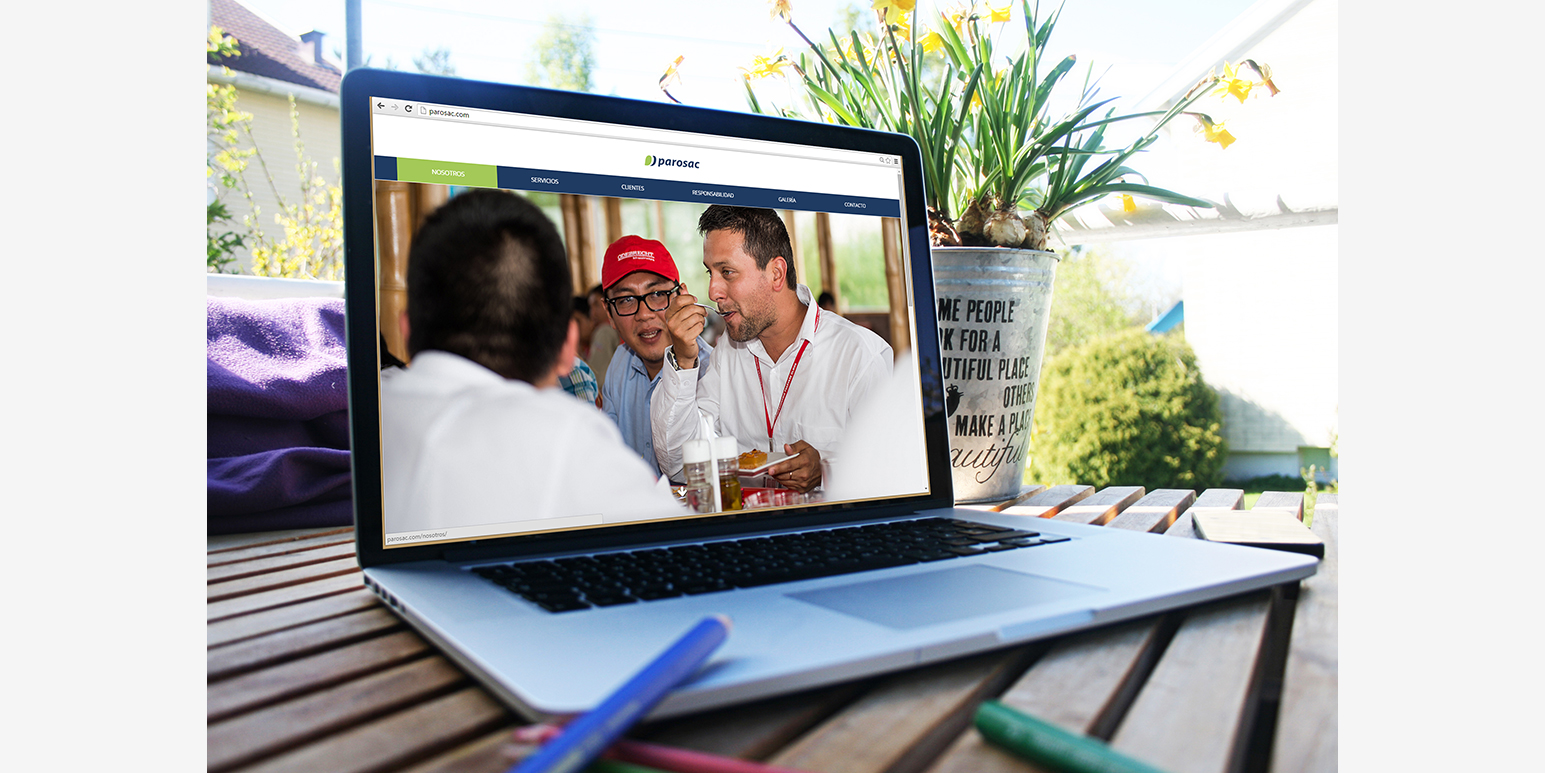 parosac.com
parosac
NOSOTROS
SERVICIOS
CLIENTES
RESPONSABILIDAD
GALERÍA
CONTACTO
ODEBRECHT
parosac.com/nosotros/
ME PEOPLE
K FOR A
UTIFUL PLACE
OTHERS
MAKE A PLAC
autiful